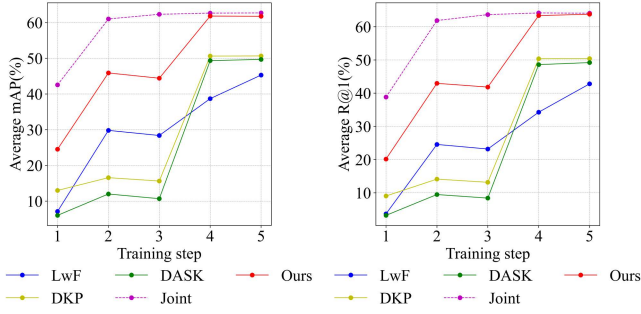 Average mAP(%)
60
50
40
30
20
10
1 2 3 4 5
Training step
LwF DASK Ours
DKP Joint
Average R@1(%)
60
50
40
30
20
10
1 2 3 4 5
Training step
LwF DASK Ours
DKP Joint